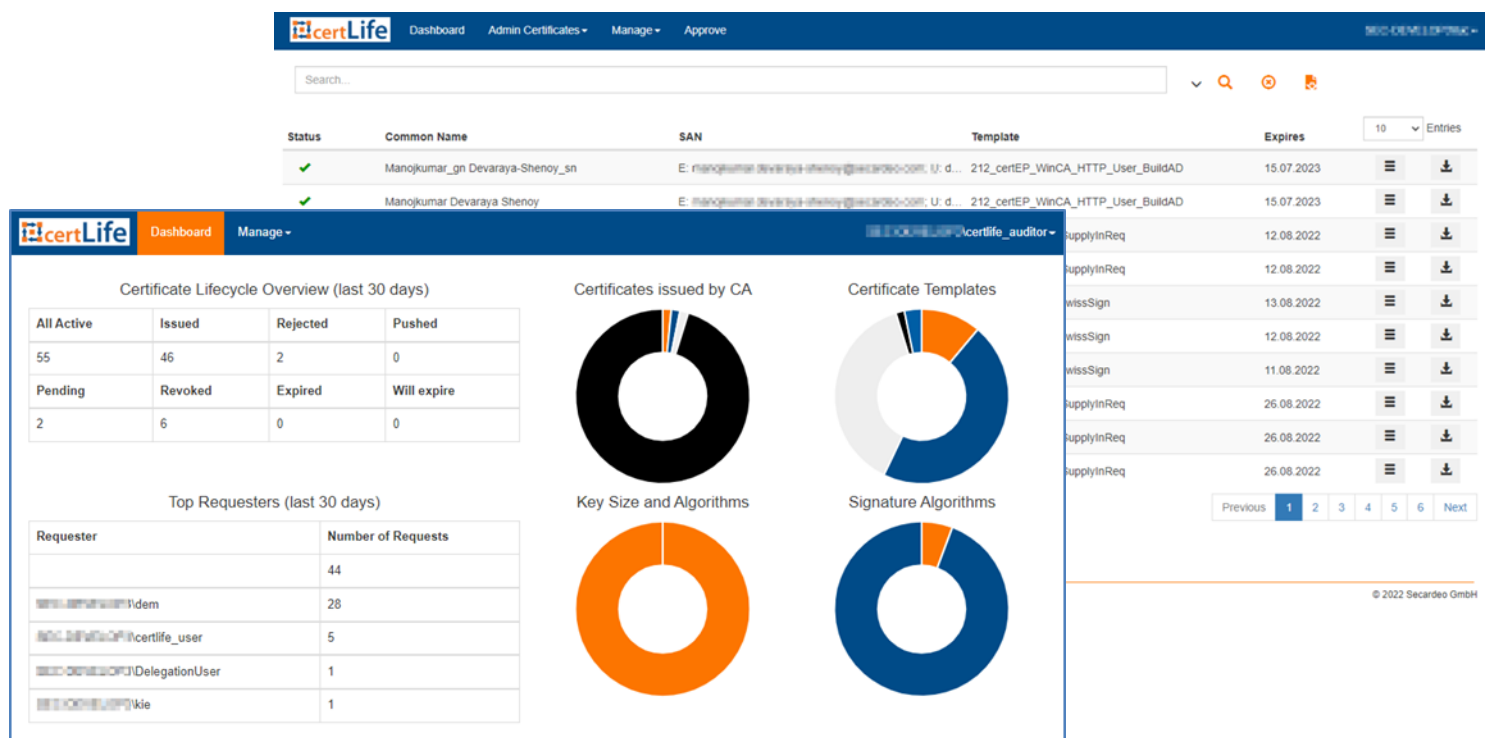 certLife Dashboard Admin Certificates Manage Approve
Search...
10 Entries
Status Common Name SAN Template Expires
Manojkumar_gn Devaraya-Shenoy_sn E: U: d... 212_certEP_WinCA_HTTP_User_BuildAD 15.07.2023
Manojkumar Devaraya Shenoy E: U: d... 212_certEP_WinCA_HTTP_User_BuildAD 15.07.2023
SupplyInReq 12.08.2022
SupplyInReq 12.08.2022
wissSign 13.08.2022
wissSign 12.08.2022
wissSign 11.08.2022
SupplyInReq 26.08.2022
SupplyInReq 26.08.2022
SupplyInReq 26.08.2022
Previous 1 2 3 4 5 6 Next
© 2022 Secardeo GmbH
certLife Dashboard Manage \certlife_auditor
Certificate Lifecycle Overview (last 30 days)
All Active Issued Rejected Pushed
55 46 2 0
Pending Revoked Expired Will expire
2 6 0 0
Certificates issued by CA
Certificate Templates
Top Requesters (last 30 days)
Requester Number of Requests
44
\dem 28
\certlife_user 5
\DelegationUser 1
\kie 1
Key Size and Algorithms
Signature Algorithms